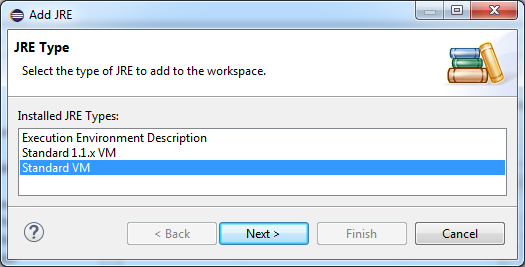 Add JRE
JRE Type
Select the type of JRE to add to the workspace.
Installed JRE Types:
Execution Environment Description
Standard 1.1.x VM
Standard VM
?
< Back
Next >
Finish
Cancel